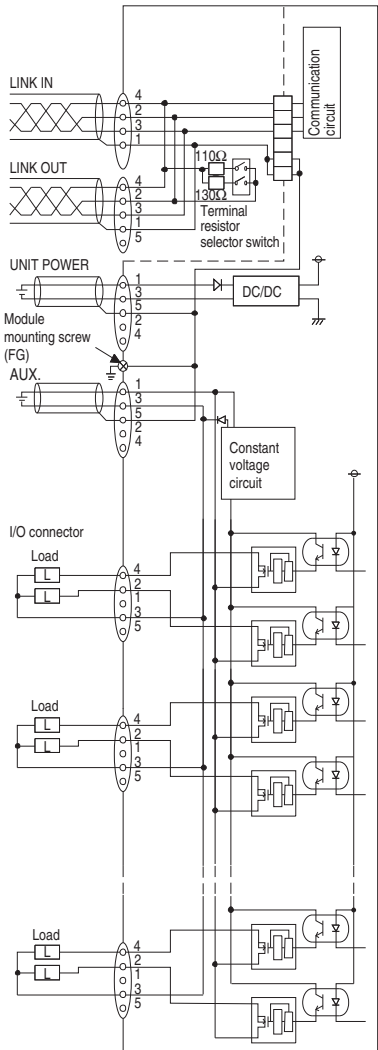 LINK IN
4
2
3
1
Communication
circuit
LINK OUT
4
2
3
1
5
110Ω
130Ω
Terminal
resistor
selector switch
UNIT POWER
1
3
5
2
4
DC/DC
Module
mounting screw
(FG)
AUX.
1
3
5
2
4
Constant
voltage
circuit
I/O connector
Load
L
L
4
2
1
3
5
Load
L
L
4
2
1
3
5
Load
L
L
4
2
1
3
5